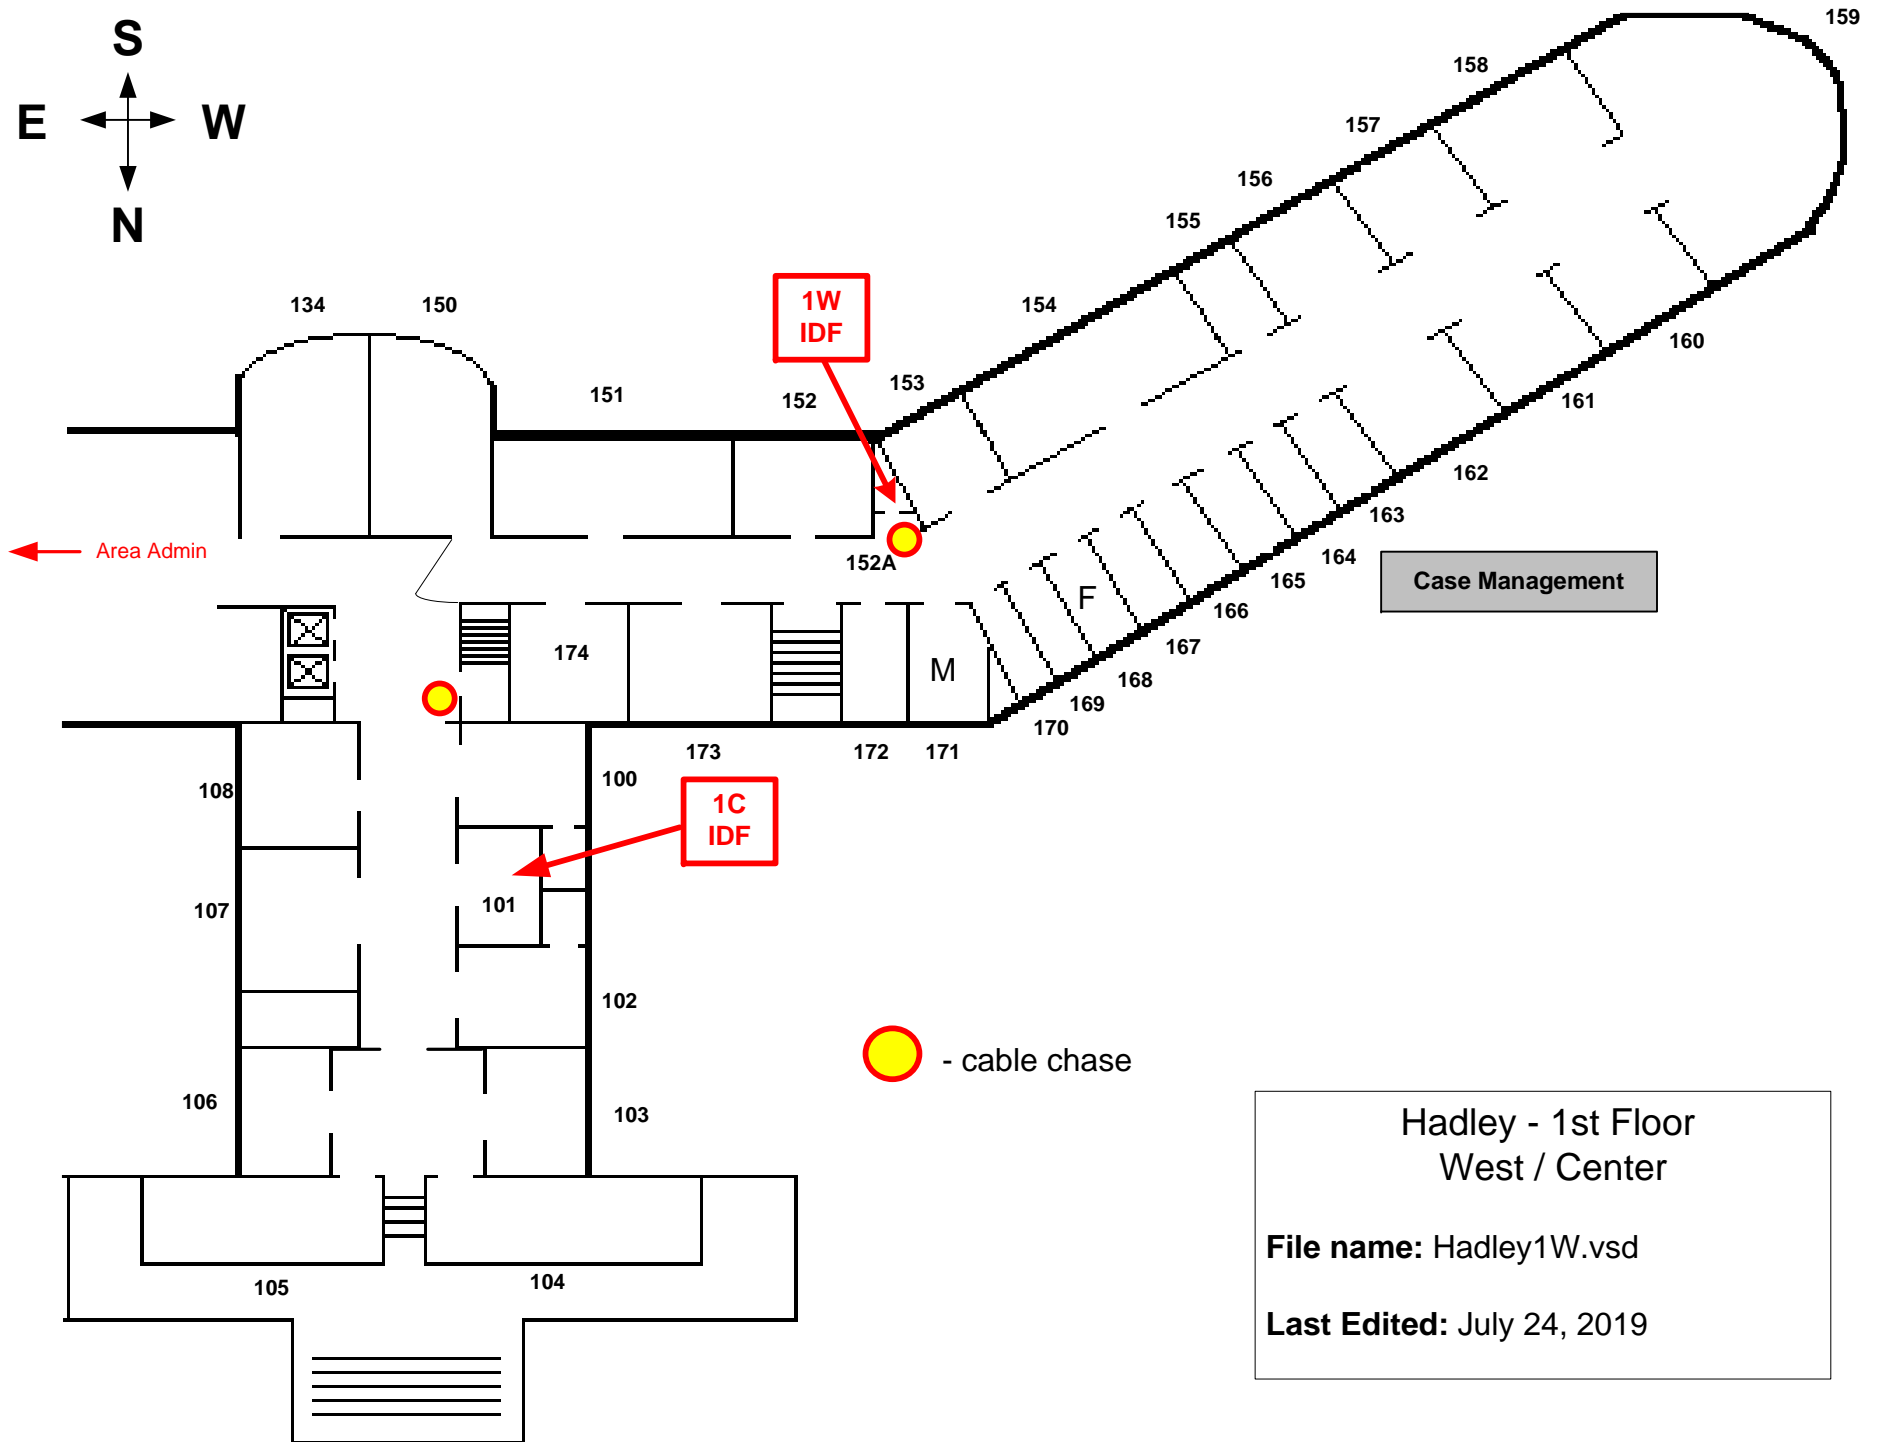 S
E W
N
159
158
157
156
155
154
153
1W
IDF
134
150
151
152
160
161
162
163
164
165
166
167
168
169
170
Case Management
Area Admin
152A
F
M
174
173
172
171
108
100
1C
IDF
107
101
102
106
103
- cable chase
105
104
Hadley - 1st Floor
West / Center
File name: Hadley1W.vsd
Last Edited: July 24, 2019